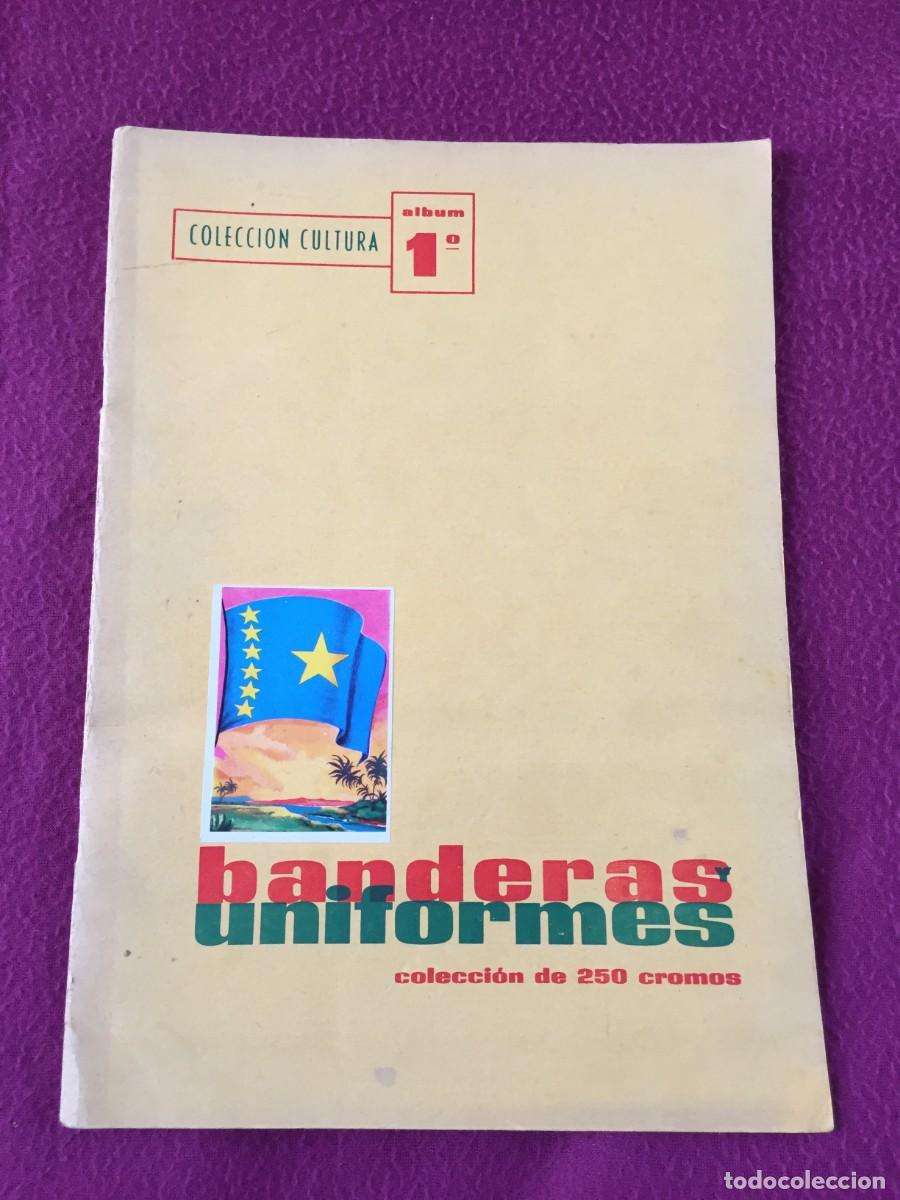 album
COLECCION CULTURA
1º
banderas Y
uniformes
colección de 250 cromos
todocoleccion